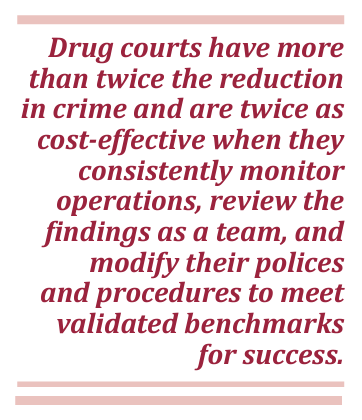 Drug courts have more
than twice the reduction
in crime and are twice as
cost-effective when they
consistently monitor
operations, review the
findings as a team, and
modify their polices
and procedures to meet
validated benchmarks
for success.